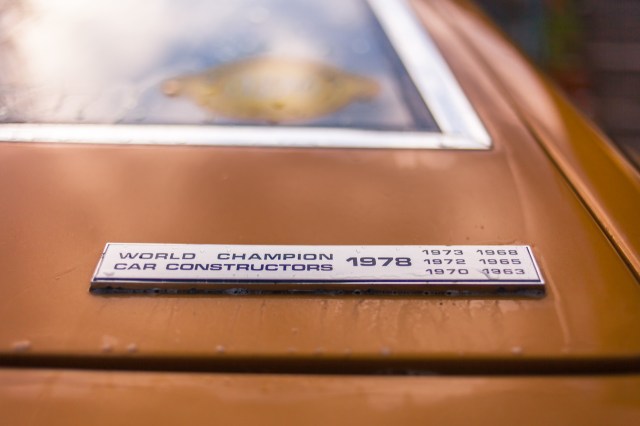 WORLD CHAMPION
CAR CONSTRUCTORS
1978
1973 1968
1972 1965
1970 1963